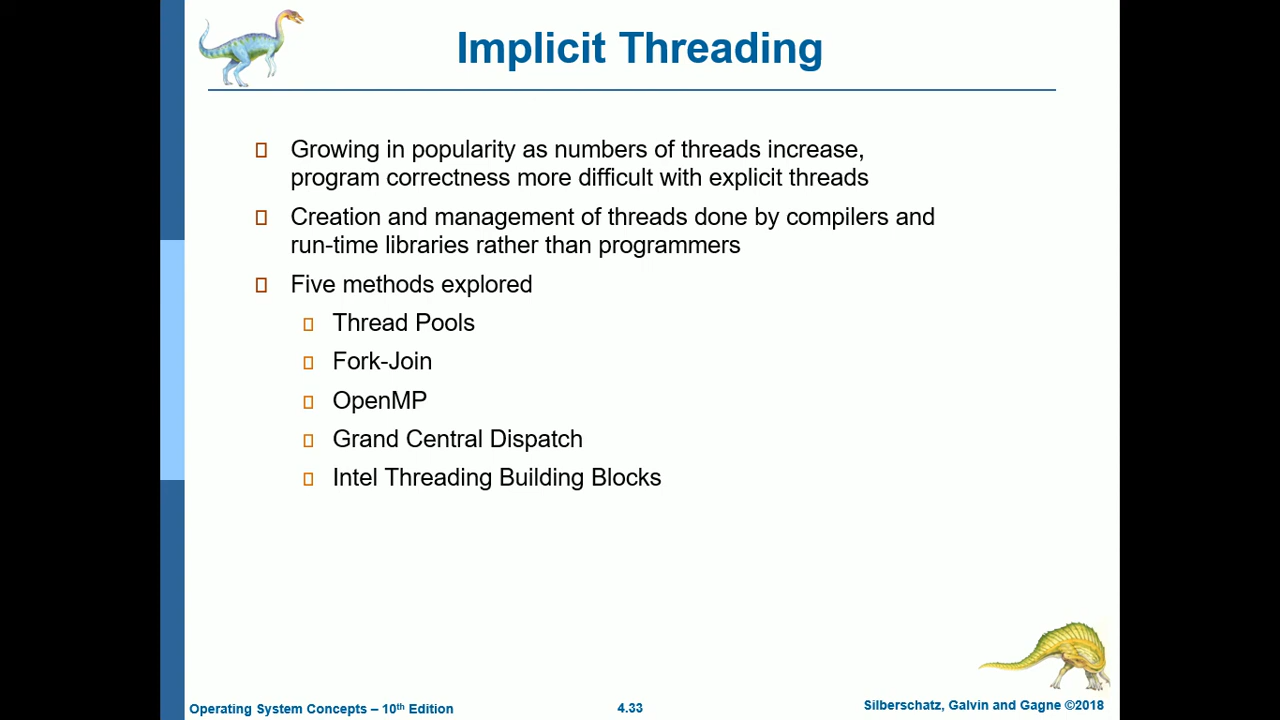 Implicit Threading
Growing in popularity as numbers of threads increase,
program correctness more difficult with explicit threads
Creation and management of threads done by compilers and
run-time libraries rather than programmers
Five methods explored
Thread Pools
Fork-Join
OpenMP
Grand Central Dispatch
Intel Threading Building Blocks
Operating System Concepts – 10th Edition
4.33
Silberschatz, Galvin and Gagne ©2018